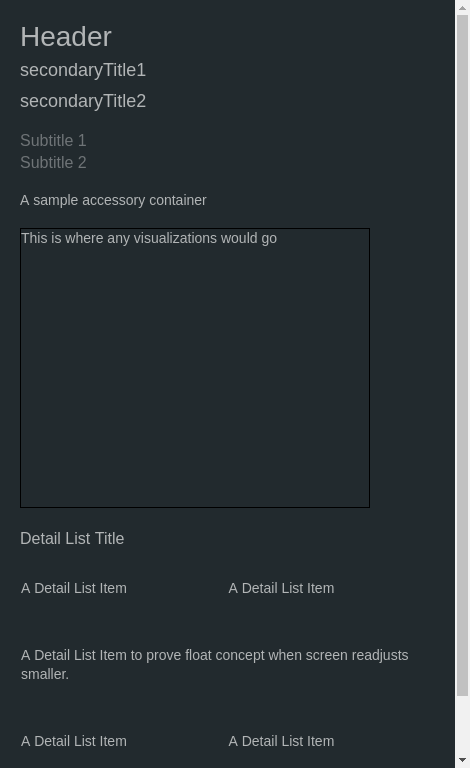 Header
secondaryTitle1
secondaryTitle2
Subtitle 1
Subtitle 2
A sample accessory container
This is where any visualizations would go
Detail List Title
A Detail List Item
A Detail List Item
A Detail List Item to prove float concept when screen readjusts
smaller.
A Detail List Item
A Detail List Item